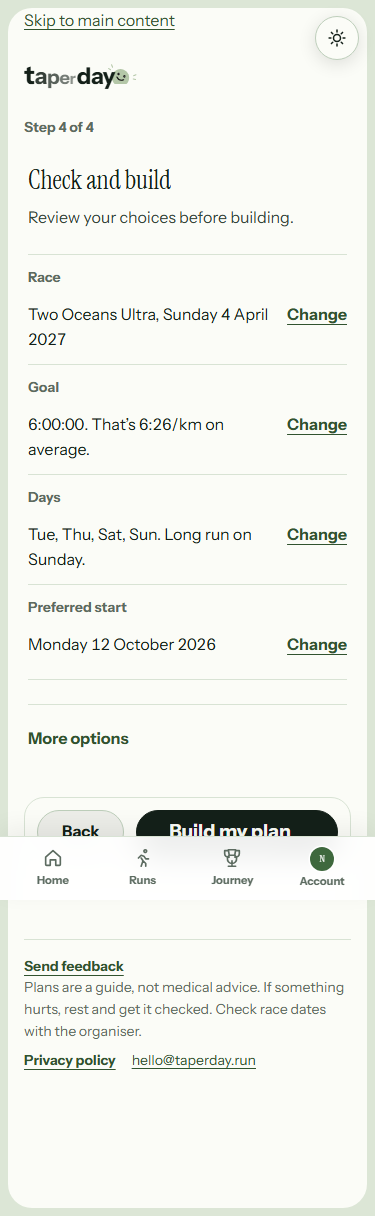 Skip to main content
taperday
Step 4 of 4
Check and build
Review your choices before building.
Race
Two Oceans Ultra, Sunday 4 April
2027
Change
Goal
6:00:00. That's 6:26/km on
average.
Change
Days
Tue, Thu, Sat, Sun. Long run on
Sunday.
Change
Preferred start
Monday 12 October 2026
Change
More options
Back
Build my plan
Home
Runs
Journey
N
Account
Send feedback
Plans are a guide, not medical advice. If something
hurts, rest and get it checked. Check race dates
with the organiser.
Privacy policy
hello@taperday.run